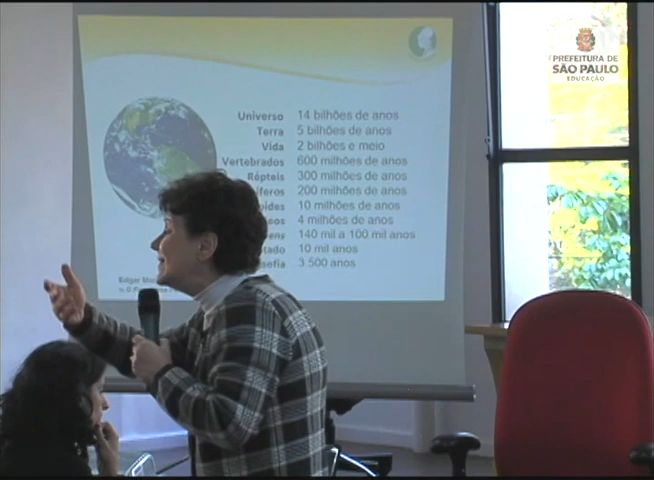 PREFEITURA DE
SÃO PAULO
EDUCAÇÃO
Universo 14 bilhões de anos
Terra 5 bilhões de anos
Vida 2 bilhões e meio
Vertebrados 600 milhões de anos
Répteis 300 milhões de anos
200 milhões de anos
10 milhões de anos
4 milhões de anos
140 mil a 100 mil anos
10 mil anos
3.500 anos
Edgar